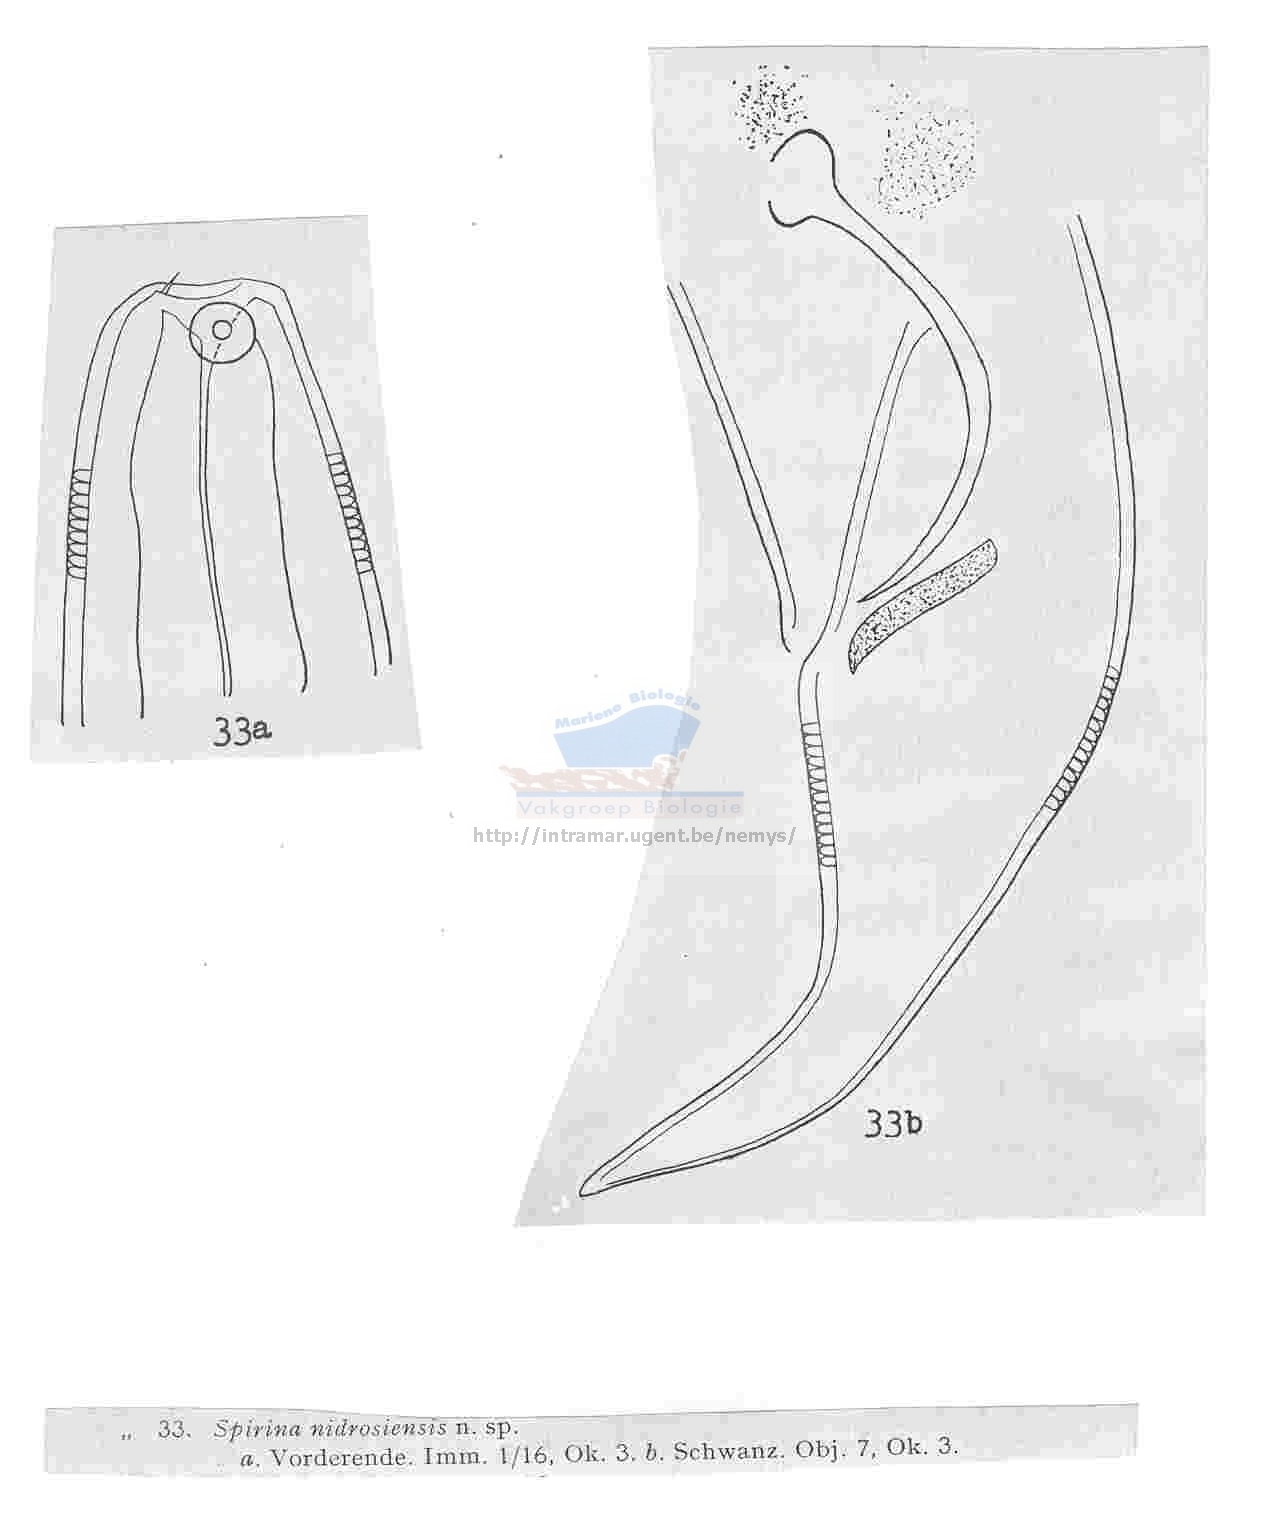 33a
Mariene Biologie
Vakgroep Biologie
http://intramar.ugent.be/nemys/
33b
„ 33. Spirina nidrosiensis n. sp.
a. Vorderende. Imm. 1/16, Ok. 3. b. Schwanz. Obj. 7, Ok. 3.